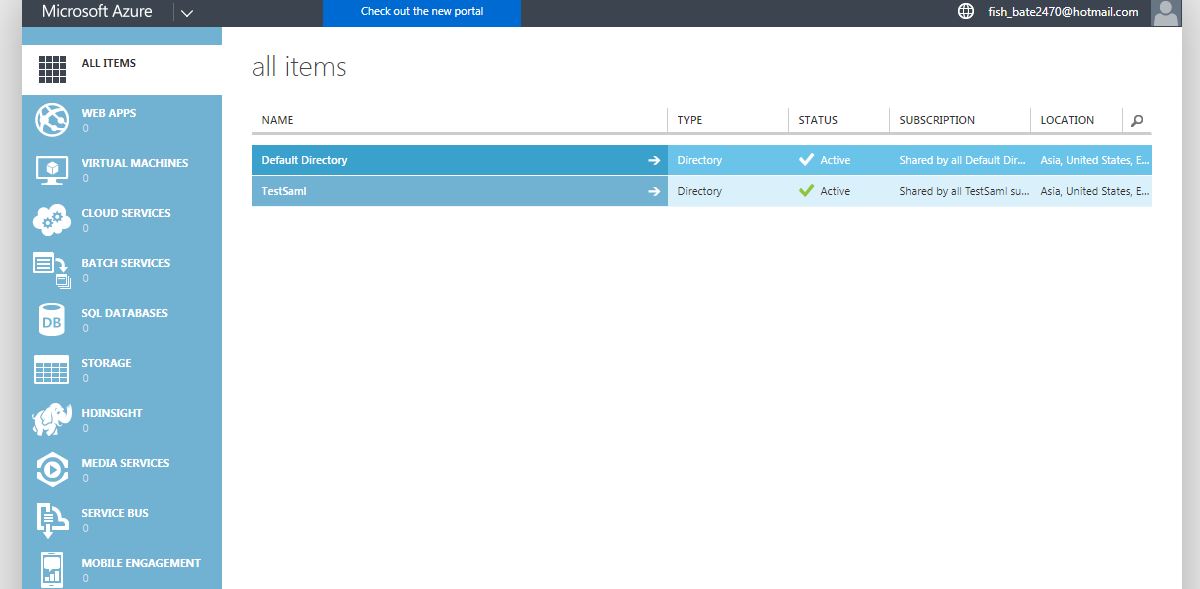 Microsoft Azure Check out the new portal fish_bate2470@hotmail.com
ALL ITEMS
all items
WEB APPS
0
VIRTUAL MACHINES
0
CLOUD SERVICES
0
BATCH SERVICES
0
DB
SQL DATABASES
0
STORAGE
0
HDINSIGHT
0
MEDIA SERVICES
0
SERVICE BUS
0
MOBILE ENGAGEMENT
0
NAME TYPE STATUS SUBSCRIPTION LOCATION
Default Directory Directory Active Shared by all Default Dir... Asia, United States, E...
TestSaml Directory Active Shared by all TestSaml su... Asia, United States, E...